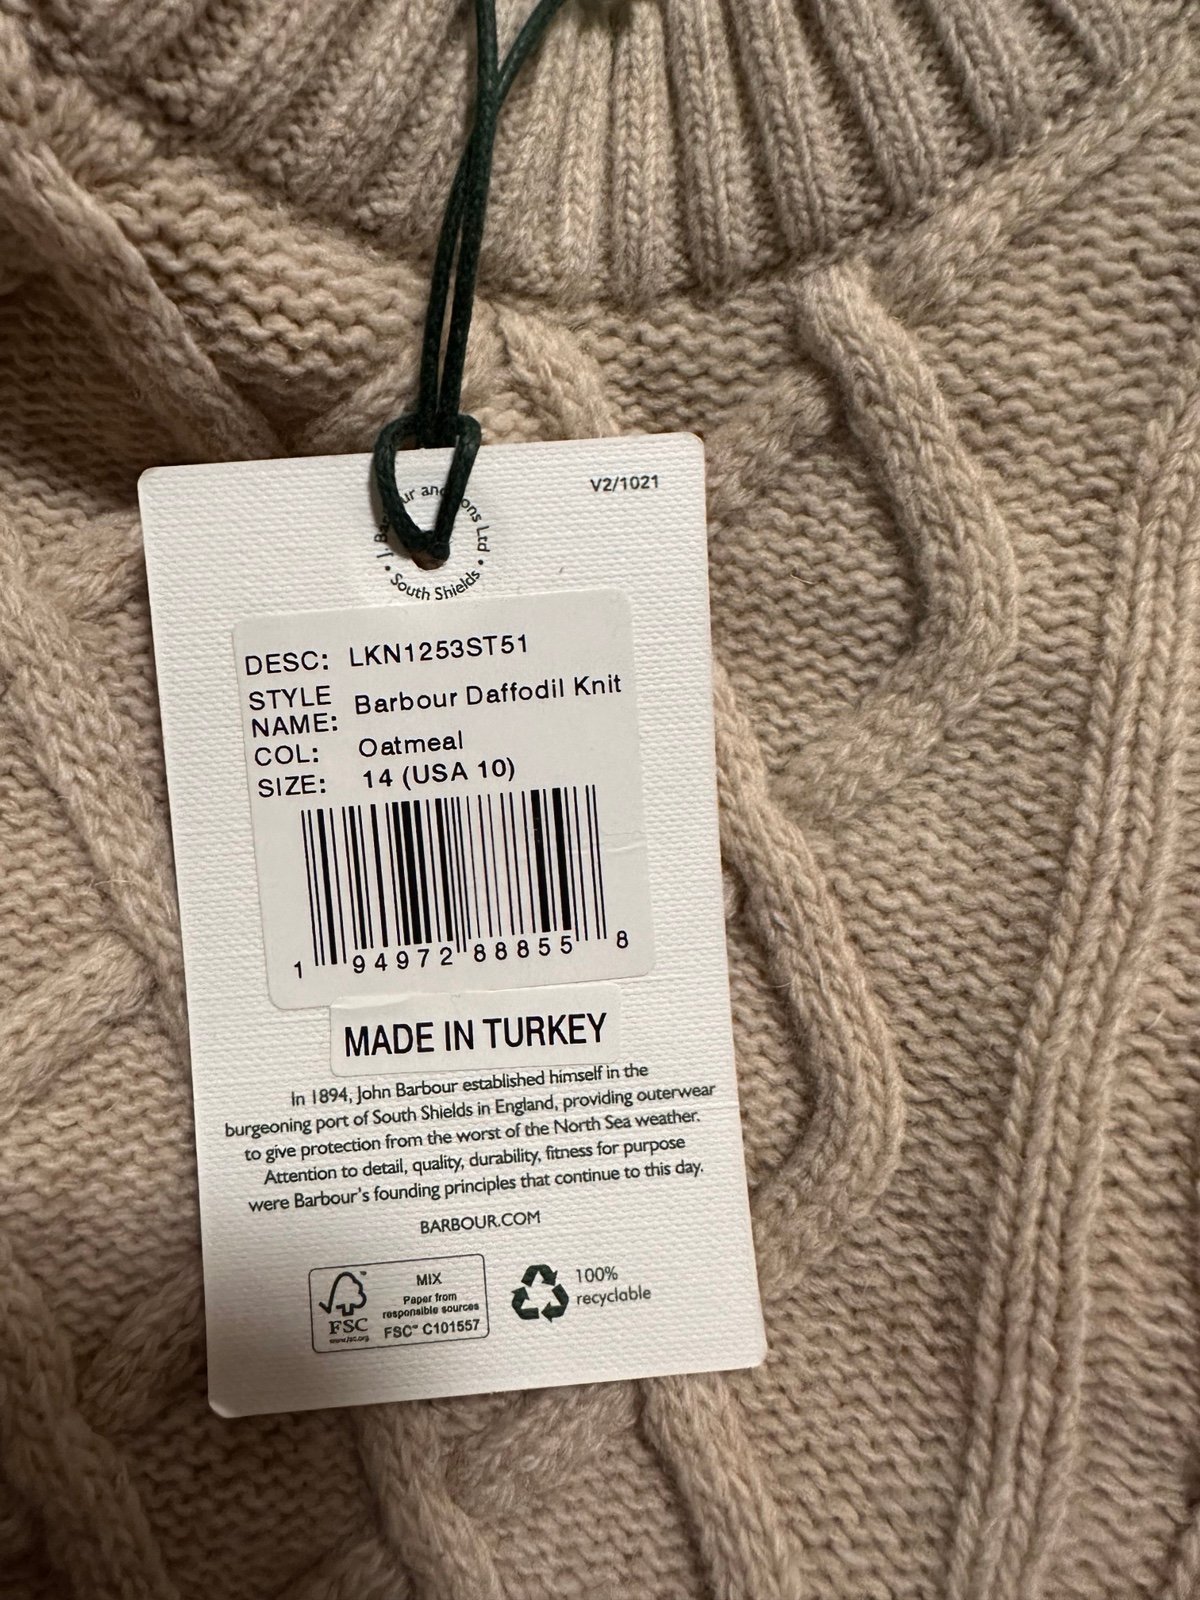 V2/1021
South Shields
DESC: LKN1253ST51
STYLE NAME: Barbour Daffodil Knit
COL: Oatmeal
SIZE: 14 (USA 10)
1 94972 88855 8
MADE IN TURKEY
In 1894, John Barbour established himself in the
burgeoning port of South Shields in England, providing outerwear
to give protection from the worst of the North Sea weather.
Attention to detail, quality, durability, fitness for purpose
were Barbour's founding principles that continue to this day.
BARBOUR.COM
FSC
www.fsc.org
MIX
Paper from
responsible sources
FSC™ C101557
100%
recyclable